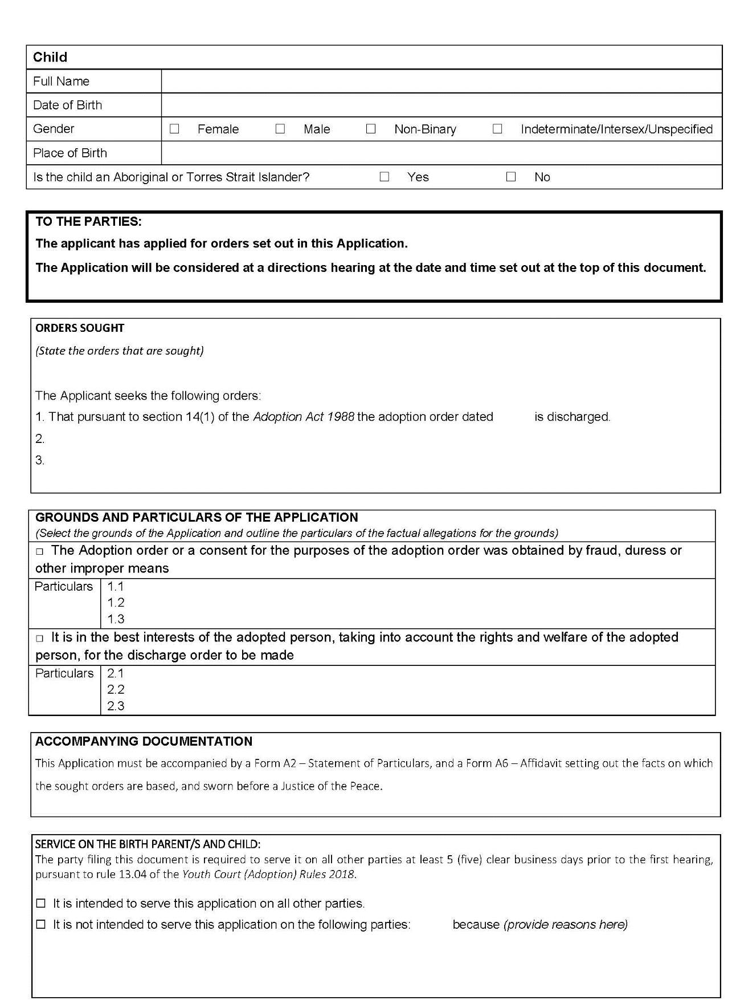 Child
Full Name
Date of Birth
Gender ☐ Female ☐ Male ☐ Non-Binary ☐ Indeterminate/Intersex/Unspecified
Place of Birth
Is the child an Aboriginal or Torres Strait Islander? ☐ Yes ☐ No
TO THE PARTIES:
The applicant has applied for orders set out in this Application.
The Application will be considered at a directions hearing at the date and time set out at the top of this document.
ORDERS SOUGHT
(State the orders that are sought)
The Applicant seeks the following orders:
1. That pursuant to section 14(1) of the Adoption Act 1988 the adoption order dated is discharged.
2.
3.
GROUNDS AND PARTICULARS OF THE APPLICATION
(Select the grounds of the Application and outline the particulars of the factual allegations for the grounds)
☐ The Adoption order or a consent for the purposes of the adoption order was obtained by fraud, duress or
other improper means
Particulars 1.1
1.2
1.3
☐ It is in the best interests of the adopted person, taking into account the rights and welfare of the adopted
person, for the discharge order to be made
Particulars 2.1
2.2
2.3
ACCOMPANYING DOCUMENTATION
This Application must be accompanied by a Form A2 – Statement of Particulars, and a Form A6 – Affidavit setting out the facts on which
the sought orders are based, and sworn before a Justice of the Peace.
SERVICE ON THE BIRTH PARENT/S AND CHILD:
The party filing this document is required to serve it on all other parties at least 5 (five) clear business days prior to the first hearing,
pursuant to rule 13.04 of the Youth Court (Adoption) Rules 2018.
☐ It is intended to serve this application on all other parties.
☐ It is not intended to serve this application on the following parties: because (provide reasons here)